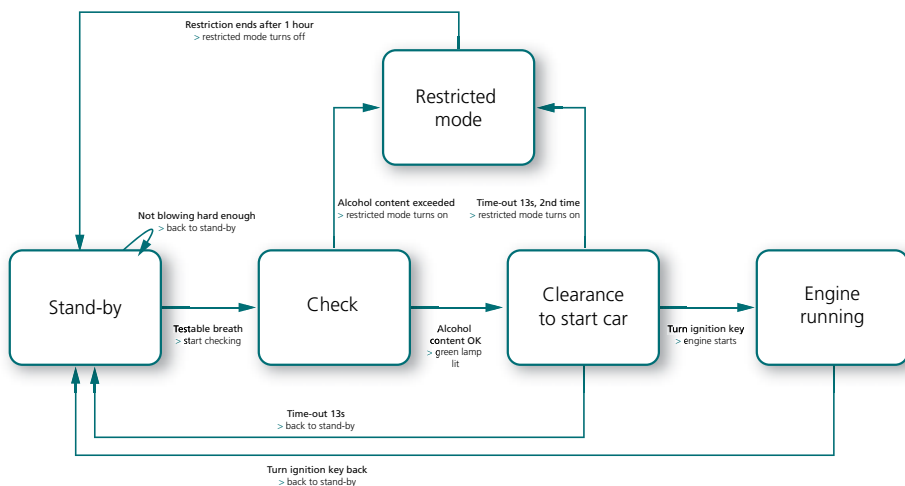 Restriction ends after 1 hour
> restricted mode turns off
Restricted
mode
Alcohol content exceeded
> restricted mode turns on
Time-out 13s, 2nd time
> restricted mode turns on
Not blowing hard enough
> back to stand-by
Stand-by
Check
Clearance
to start car
Engine
running
Testable breath
> start checking
Alcohol
content OK
> green lamp
lit
Turn ignition key
> engine starts
Time-out 13s
> back to stand-by
Turn ignition key back
> back to stand-by